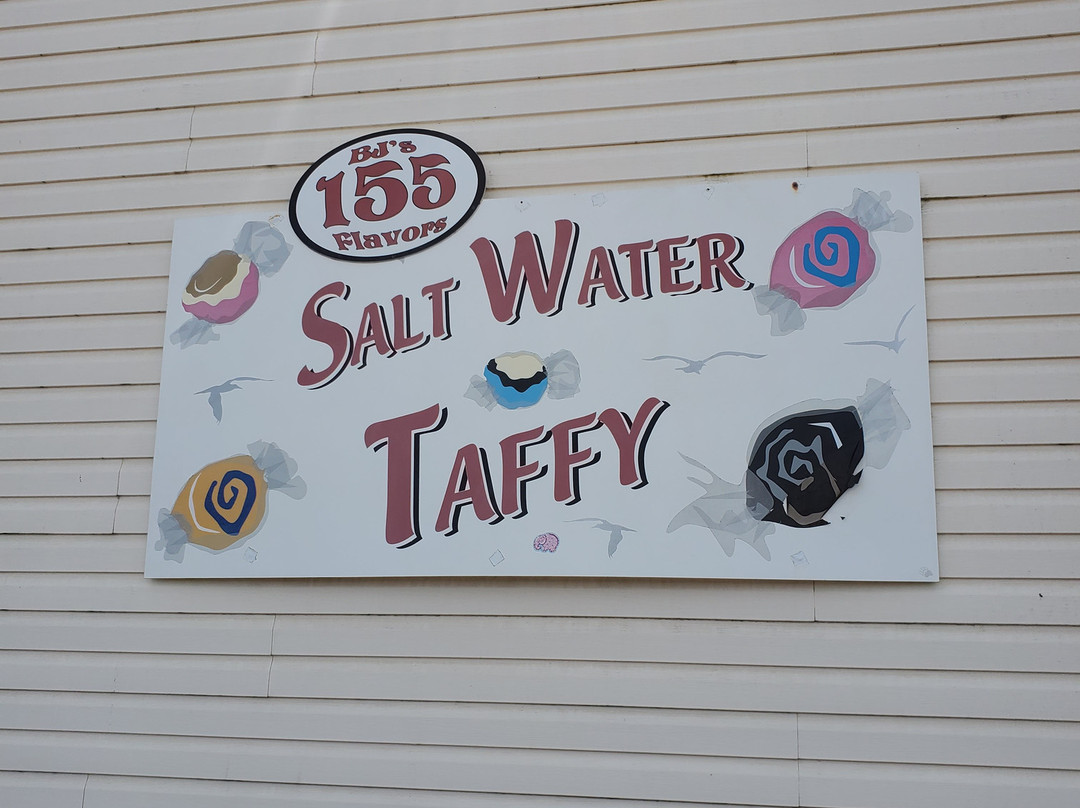 BJ's
155
Flavors
SALT WATER
TAFFY